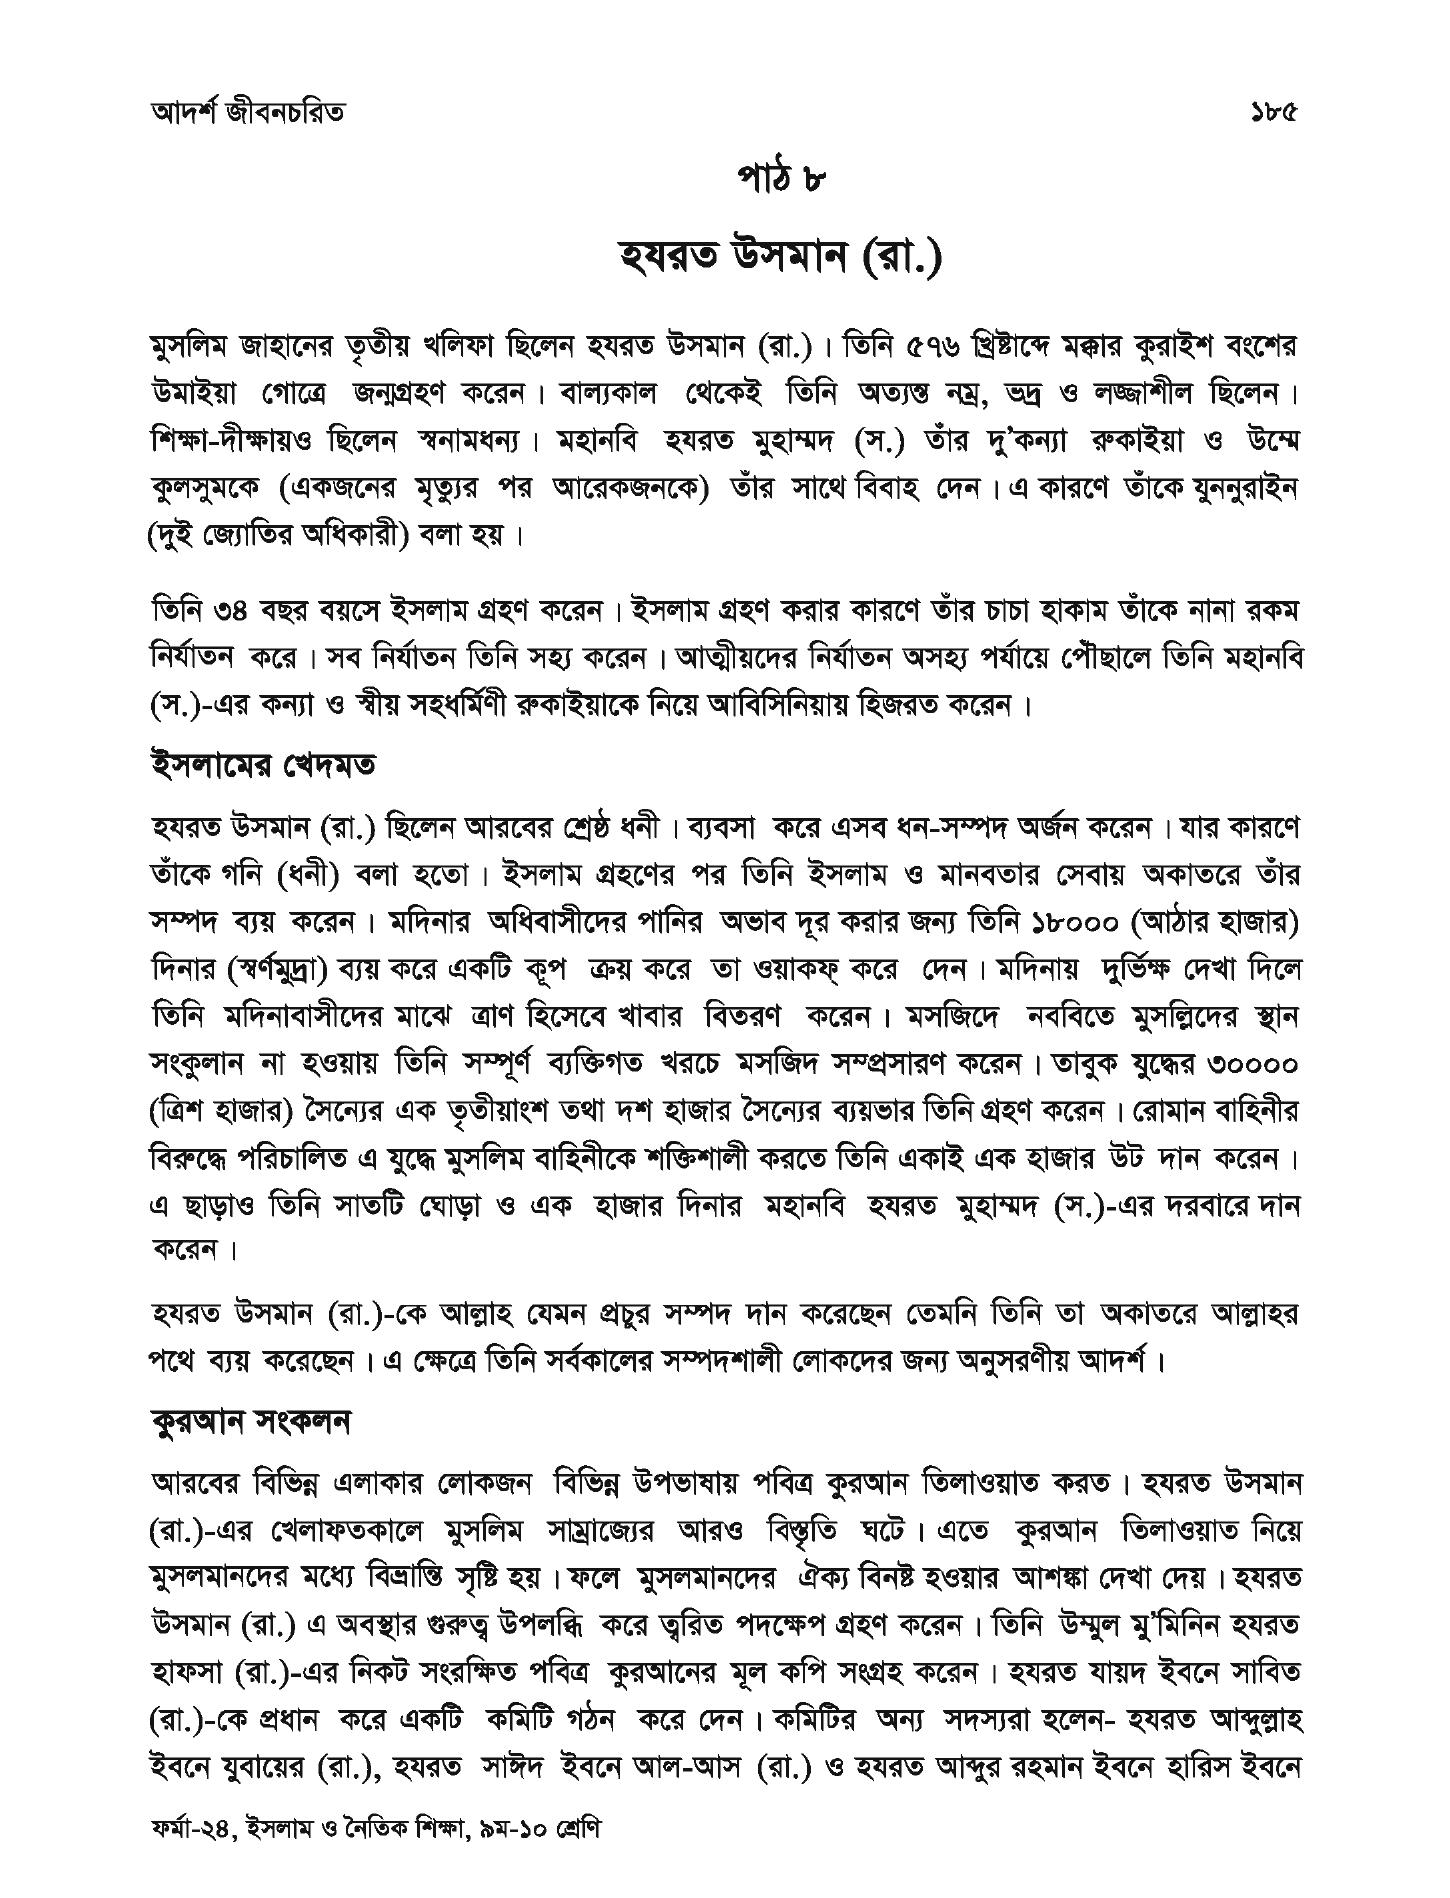 আদর্শ জীবনচরিত ১৮৫
পাঠ ৮
হযরত উসমান (রা.)
মুসলিম জাহানের তৃতীয় খলিফা ছিলেন হযরত উসমান (রা.)। তিনি ৫৭৬ খ্রিষ্টাব্দে মক্কার কুরাইশ বংশের
উমাইয়া গোত্রে জন্মগ্রহণ করেন। বাল্যকাল থেকেই তিনি অত্যন্ত নম্র, ভদ্র ও লজ্জাশীল ছিলেন।
শিক্ষা-দীক্ষায়ও ছিলেন স্বনামধন্য। মহানবি হযরত মুহাম্মদ (স.) তাঁর দু'কন্যা রুকাইয়া ও উম্মে
কুলসুমকে (একজনের মৃত্যুর পর আরেকজনকে) তাঁর সাথে বিবাহ দেন। এ কারণে তাঁকে যুননুরাইন
(দুই জ্যোতির অধিকারী) বলা হয়।
তিনি ৩৪ বছর বয়সে ইসলাম গ্রহণ করেন। ইসলাম গ্রহণ করার কারণে তাঁর চাচা হাকাম তাঁকে নানা রকম
নির্যাতন করে। সব নির্যাতন তিনি সহ্য করেন। আত্মীয়দের নির্যাতন অসহ্য পর্যায়ে পৌঁছালে তিনি মহানবি
(স.)-এর কন্যা ও স্বীয় সহধর্মিণী রুকাইয়াকে নিয়ে আবিসিনিয়ায় হিজরত করেন।
ইসলামের খেদমত
হযরত উসমান (রা.) ছিলেন আরবের শ্রেষ্ঠ ধনী। ব্যবসা করে এসব ধন-সম্পদ অর্জন করেন। যার কারণে
তাঁকে গনি (ধনী) বলা হতো। ইসলাম গ্রহণের পর তিনি ইসলাম ও মানবতার সেবায় অকাতরে তাঁর
সম্পদ ব্যয় করেন। মদিনার অধিবাসীদের পানির অভাব দূর করার জন্য তিনি ১৮০০০ (আঠার হাজার)
দিনার (স্বর্ণমুদ্রা) ব্যয় করে একটি কূপ ক্রয় করে তা ওয়াকফ্ করে দেন। মদিনায় দুর্ভিক্ষ দেখা দিলে
তিনি মদিনাবাসীদের মাঝে ত্রাণ হিসেবে খাবার বিতরণ করেন। মসজিদে নববিতে মুসল্লিদের স্থান
সংকুলান না হওয়ায় তিনি সম্পূর্ণ ব্যক্তিগত খরচে মসজিদ সম্প্রসারণ করেন। তাবুক যুদ্ধের ৩০০০০
(ত্রিশ হাজার) সৈন্যের এক তৃতীয়াংশ তথা দশ হাজার সৈন্যের ব্যয়ভার তিনি গ্রহণ করেন। রোমান বাহিনীর
বিরুদ্ধে পরিচালিত এ যুদ্ধে মুসলিম বাহিনীকে শক্তিশালী করতে তিনি একাই এক হাজার উট দান করেন।
এ ছাড়াও তিনি সাতটি ঘোড়া ও এক হাজার দিনার মহানবি হযরত মুহাম্মদ (স.)-এর দরবারে দান
করেন।
হযরত উসমান (রা.)-কে আল্লাহ যেমন প্রচুর সম্পদ দান করেছেন তেমনি তিনি তা অকাতরে আল্লাহর
পথে ব্যয় করেছেন। এ ক্ষেত্রে তিনি সর্বকালের সম্পদশালী লোকদের জন্য অনুসরণীয় আদর্শ।
কুরআন সংকলন
আরবের বিভিন্ন এলাকার লোকজন বিভিন্ন উপভাষায় পবিত্র কুরআন তিলাওয়াত করত। হযরত উসমান
(রা.)-এর খেলাফতকালে মুসলিম সাম্রাজ্যের আরও বিস্তৃতি ঘটে। এতে কুরআন তিলাওয়াত নিয়ে
মুসলমানদের মধ্যে বিভ্রান্তি সৃষ্টি হয়। ফলে মুসলমানদের ঐক্য বিনষ্ট হওয়ার আশঙ্কা দেখা দেয়। হযরত
উসমান (রা.) এ অবস্থার গুরুত্ব উপলব্ধি করে ত্বরিত পদক্ষেপ গ্রহণ করেন। তিনি উম্মুল মু'মিনিন হযরত
হাফসা (রা.)-এর নিকট সংরক্ষিত পবিত্র কুরআনের মূল কপি সংগ্রহ করেন। হযরত যায়দ ইবনে সাবিত
(রা.)-কে প্রধান করে একটি কমিটি গঠন করে দেন। কমিটির অন্য সদস্যরা হলেন- হযরত আব্দুল্লাহ
ইবনে যুবায়ের (রা.), হযরত সাঈদ ইবনে আল-আস (রা.) ও হযরত আব্দুর রহমান ইবনে হারিস ইবনে
ফর্মা-২৪, ইসলাম ও নৈতিক শিক্ষা, ৯ম-১০ শ্রেণি